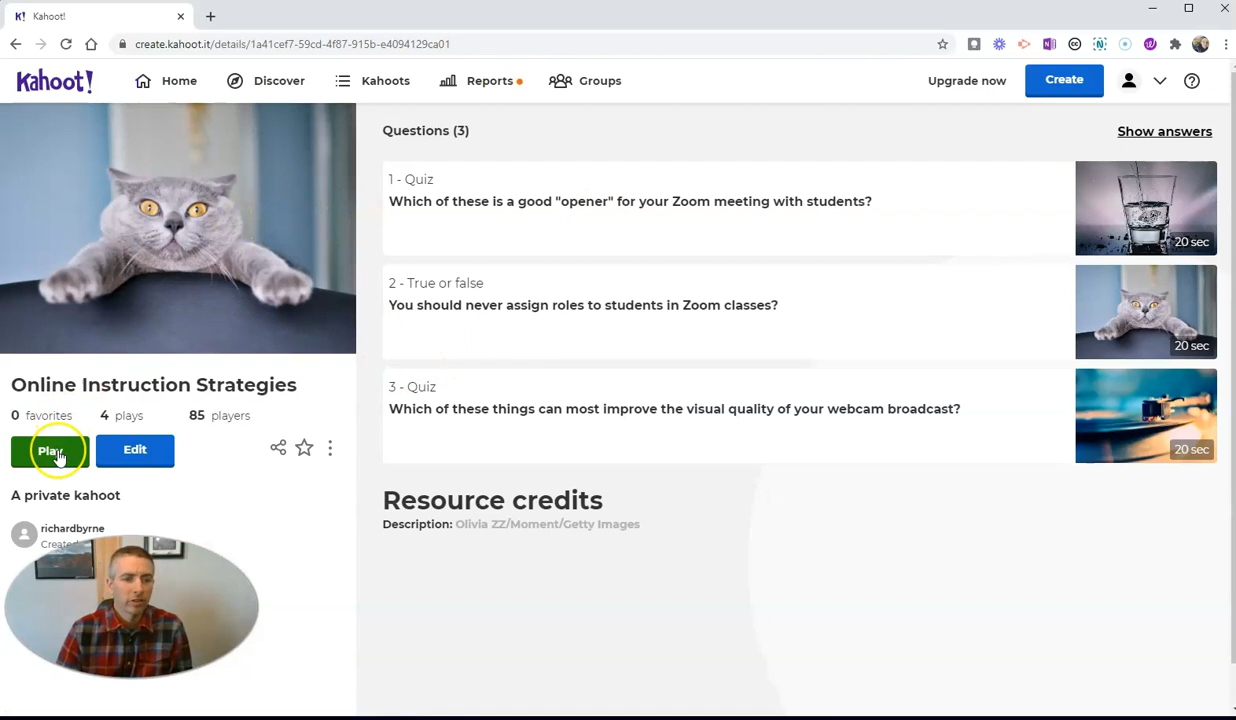 K! Kahoot!
create.kahoot.it/details/1a41cef7-59cd-4f87-915b-e4094129ca01
Kahoot! Home Discover Kahoots Reports Groups Upgrade now Create
Questions (3)
Show answers
1 - Quiz
Which of these is a good "opener" for your Zoom meeting with students?
20 sec
2 - True or false
You should never assign roles to students in Zoom classes?
20 sec
3 - Quiz
Which of these things can most improve the visual quality of your webcam broadcast?
20 sec
Online Instruction Strategies
0 favorites 4 plays 85 players
Play Edit
A private kahoot
richardbyrne
Created
Resource credits
Description: Olivia ZZ/Moment/Getty Images